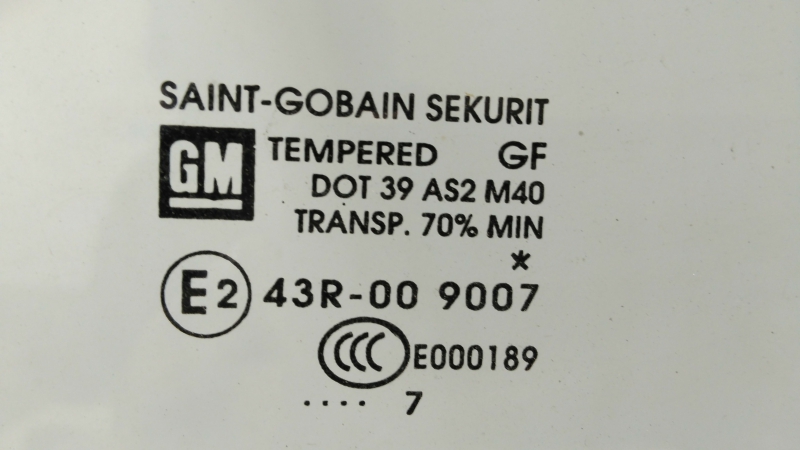 SAINT-GOBAIN SEKURIT
GM TEMPERED GF
DOT 39 AS2 M40
TRANSP. 70% MIN
*
E2 43R-00 9007
CCC E000189
.... 7